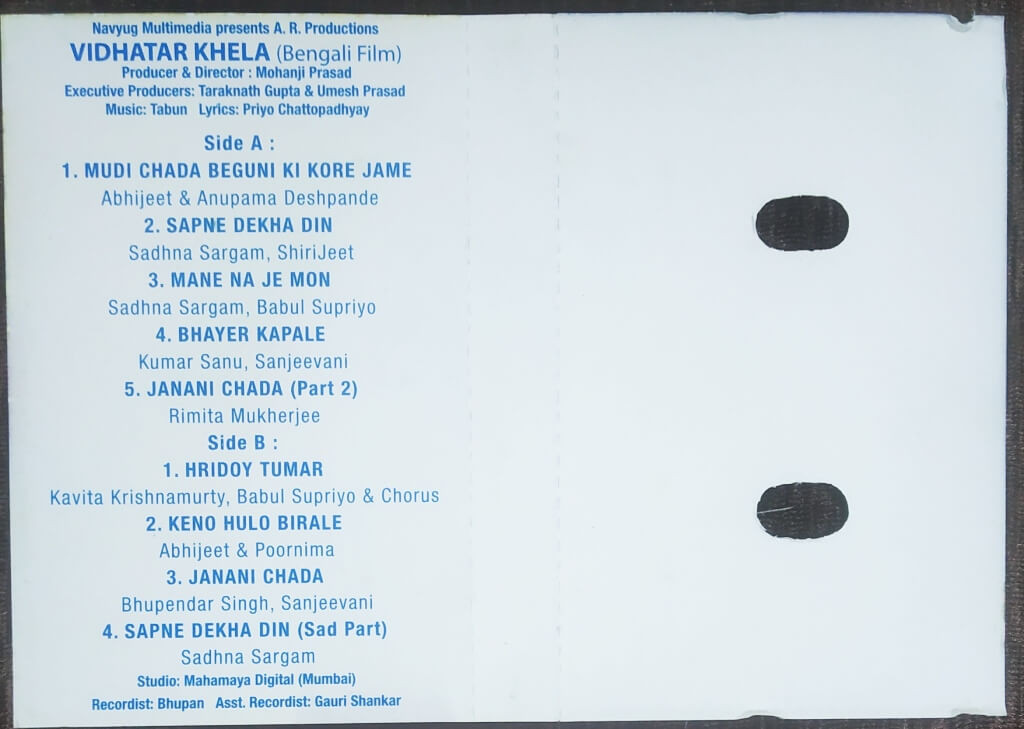 Navyug Multimedia presents A. R. Productions
VIDHATAR KHELA (Bengali Film)
Producer & Director : Mohanji Prasad
Executive Producers: Taraknath Gupta & Umesh Prasad
Music: Tabun Lyrics: Priyo Chattopadhyay
Side A :
1. MUDI CHADA BEGUNI KI KORE JAME
Abhijeet & Anupama Deshpande
2. SAPNE DEKHA DIN
Sadhna Sargam, ShiriJeet
3. MANE NA JE MON
Sadhna Sargam, Babul Supriyo
4. BHAYER KAPALE
Kumar Sanu, Sanjeevani
5. JANANI CHADA (Part 2)
Rimita Mukherjee
Side B :
1. HRIDOY TUMAR
Kavita Krishnamurty, Babul Supriyo & Chorus
2. KENO HULO BIRALE
Abhijeet & Poornima
3. JANANI CHADA
Bhupendar Singh, Sanjeevani
4. SAPNE DEKHA DIN (Sad Part)
Sadhna Sargam
Studio: Mahamaya Digital (Mumbai)
Recordist: Bhupan Asst. Recordist: Gauri Shankar